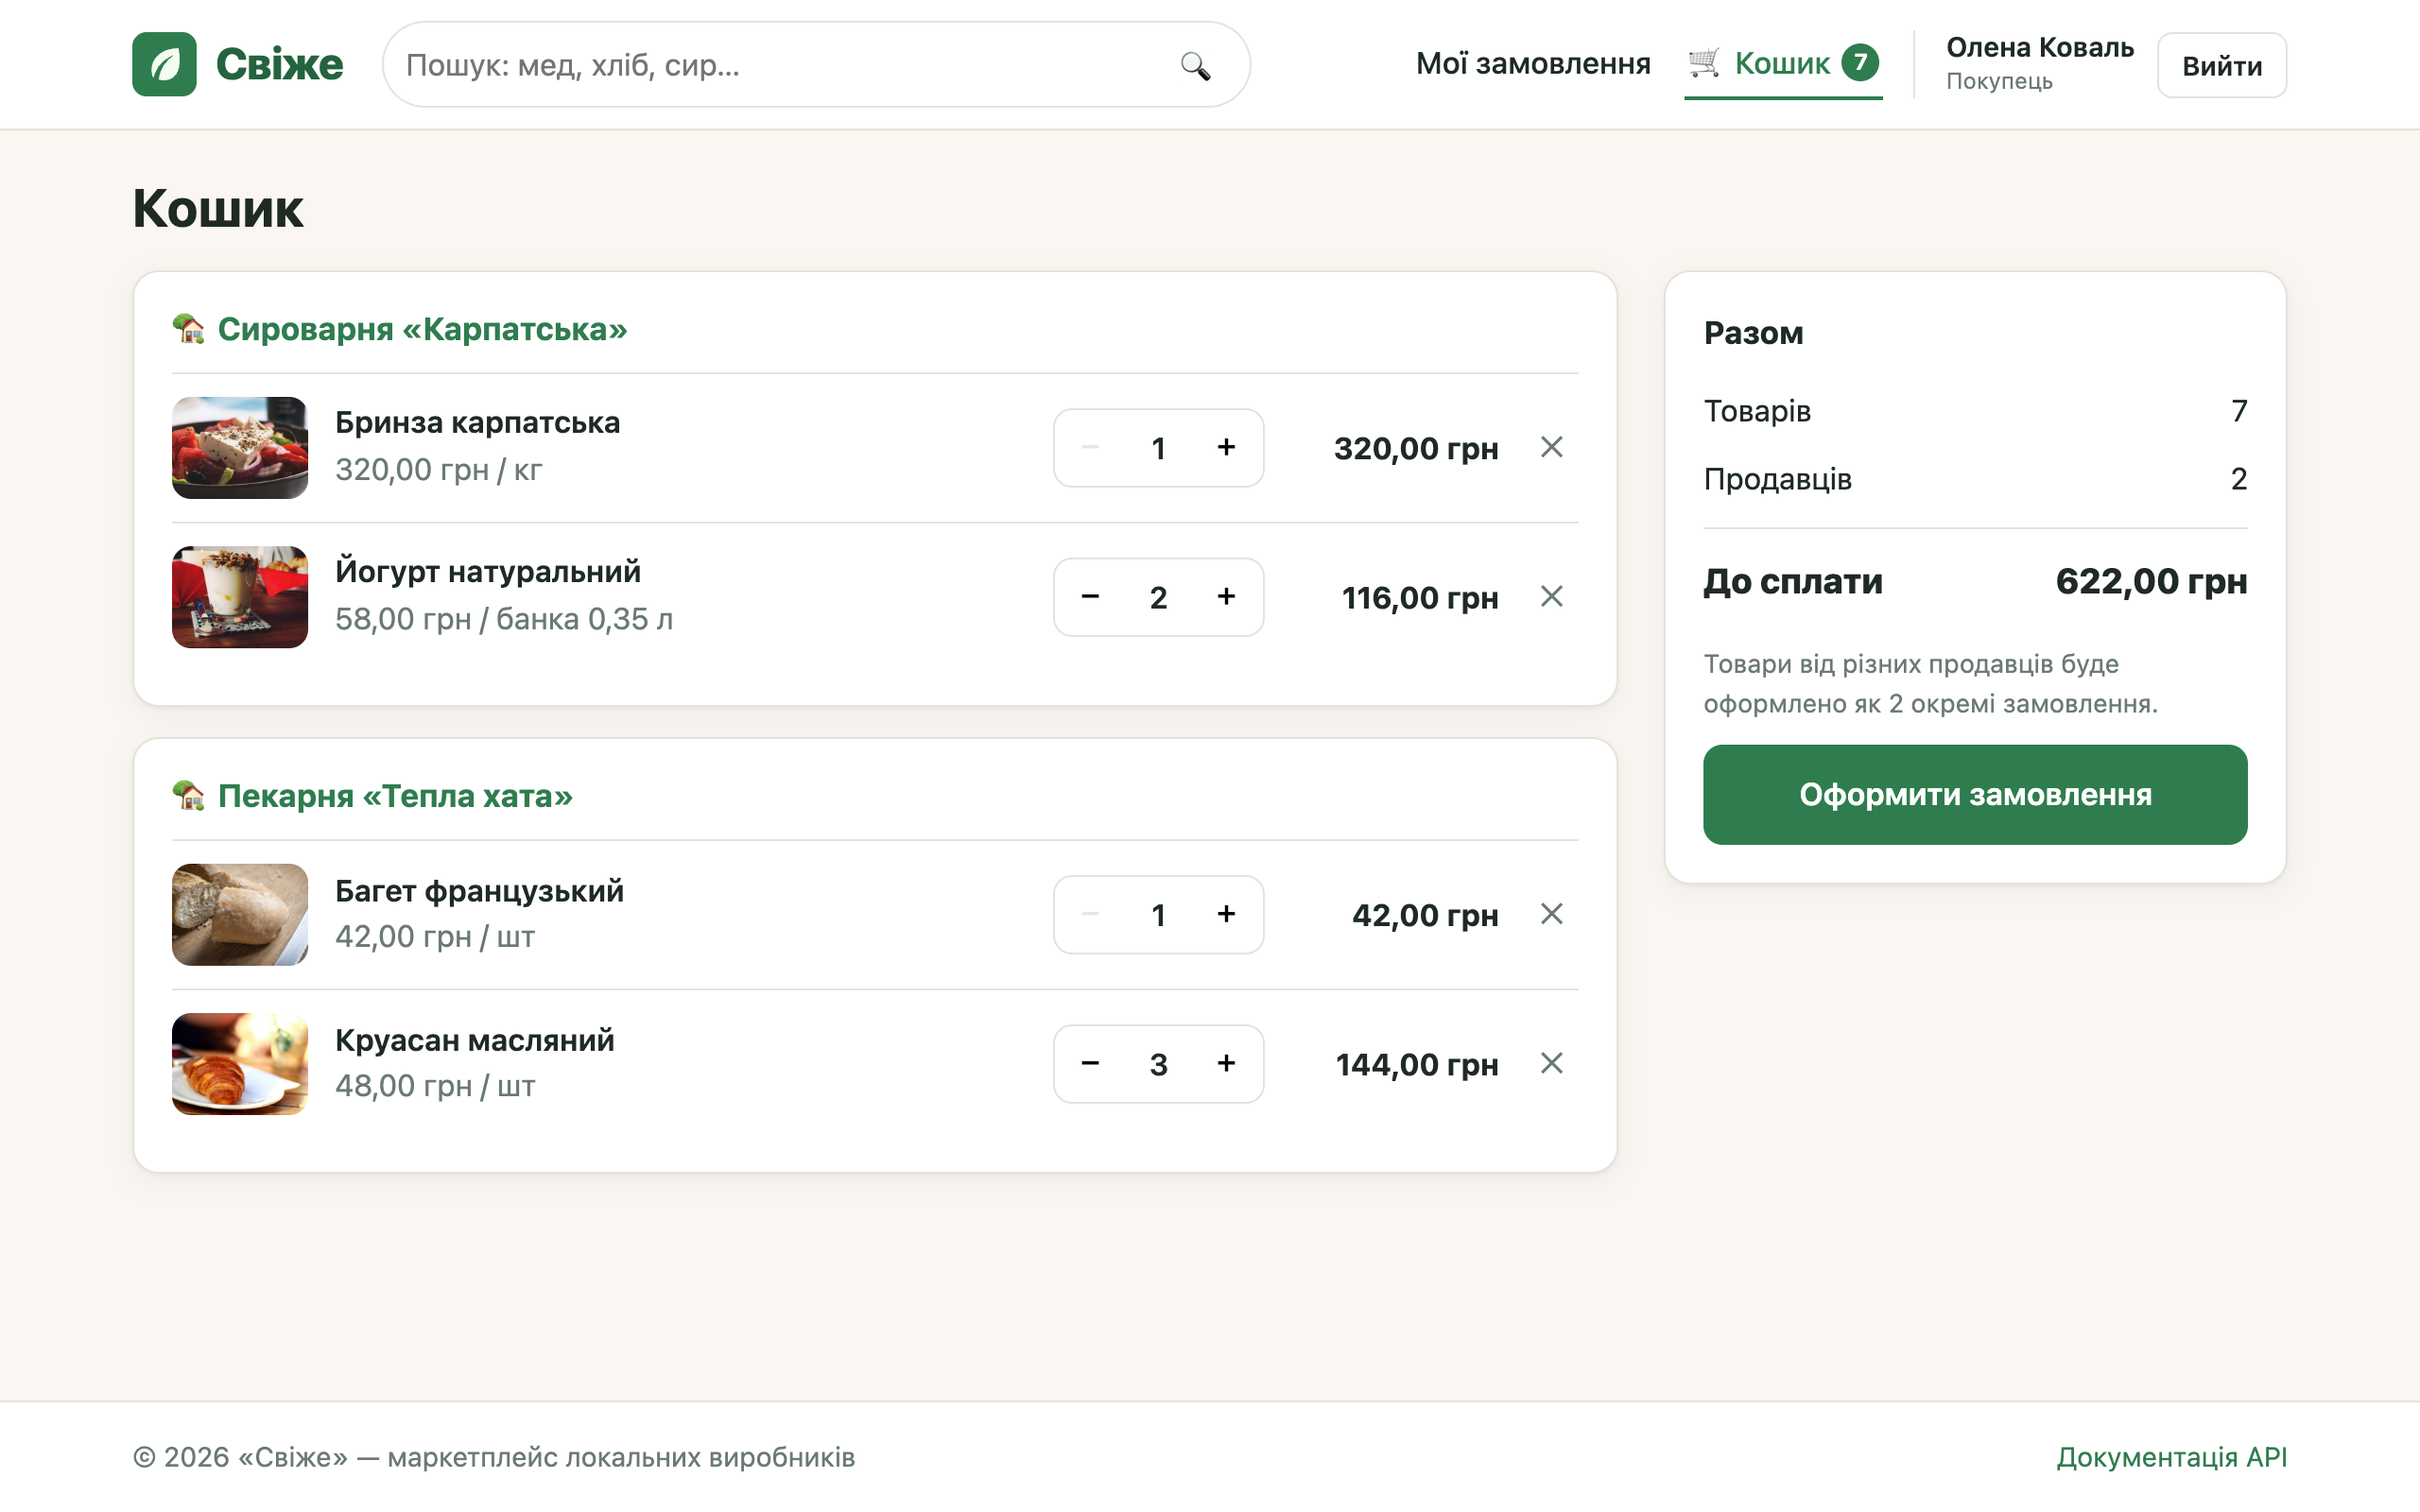 Свіже
Пошук: мед, хліб, сир...
Мої замовлення
Кошик 7
Олена Коваль
Покупець
Вийти
Кошик
Сироварня «Карпатська»
Бринза карпатська
320,00 грн / кг
− 1 +
320,00 грн ×
Йогурт натуральний
58,00 грн / банка 0,35 л
− 2 +
116,00 грн ×
Пекарня «Тепла хата»
Багет французький
42,00 грн / шт
− 1 +
42,00 грн ×
Круасан масляний
48,00 грн / шт
− 3 +
144,00 грн ×
Разом
Товарів 7
Продавців 2
До сплати 622,00 грн
Товари від різних продавців буде
оформлено як 2 окремі замовлення.
Оформити замовлення
© 2026 «Свіже» — маркетплейс локальних виробників
Документація API